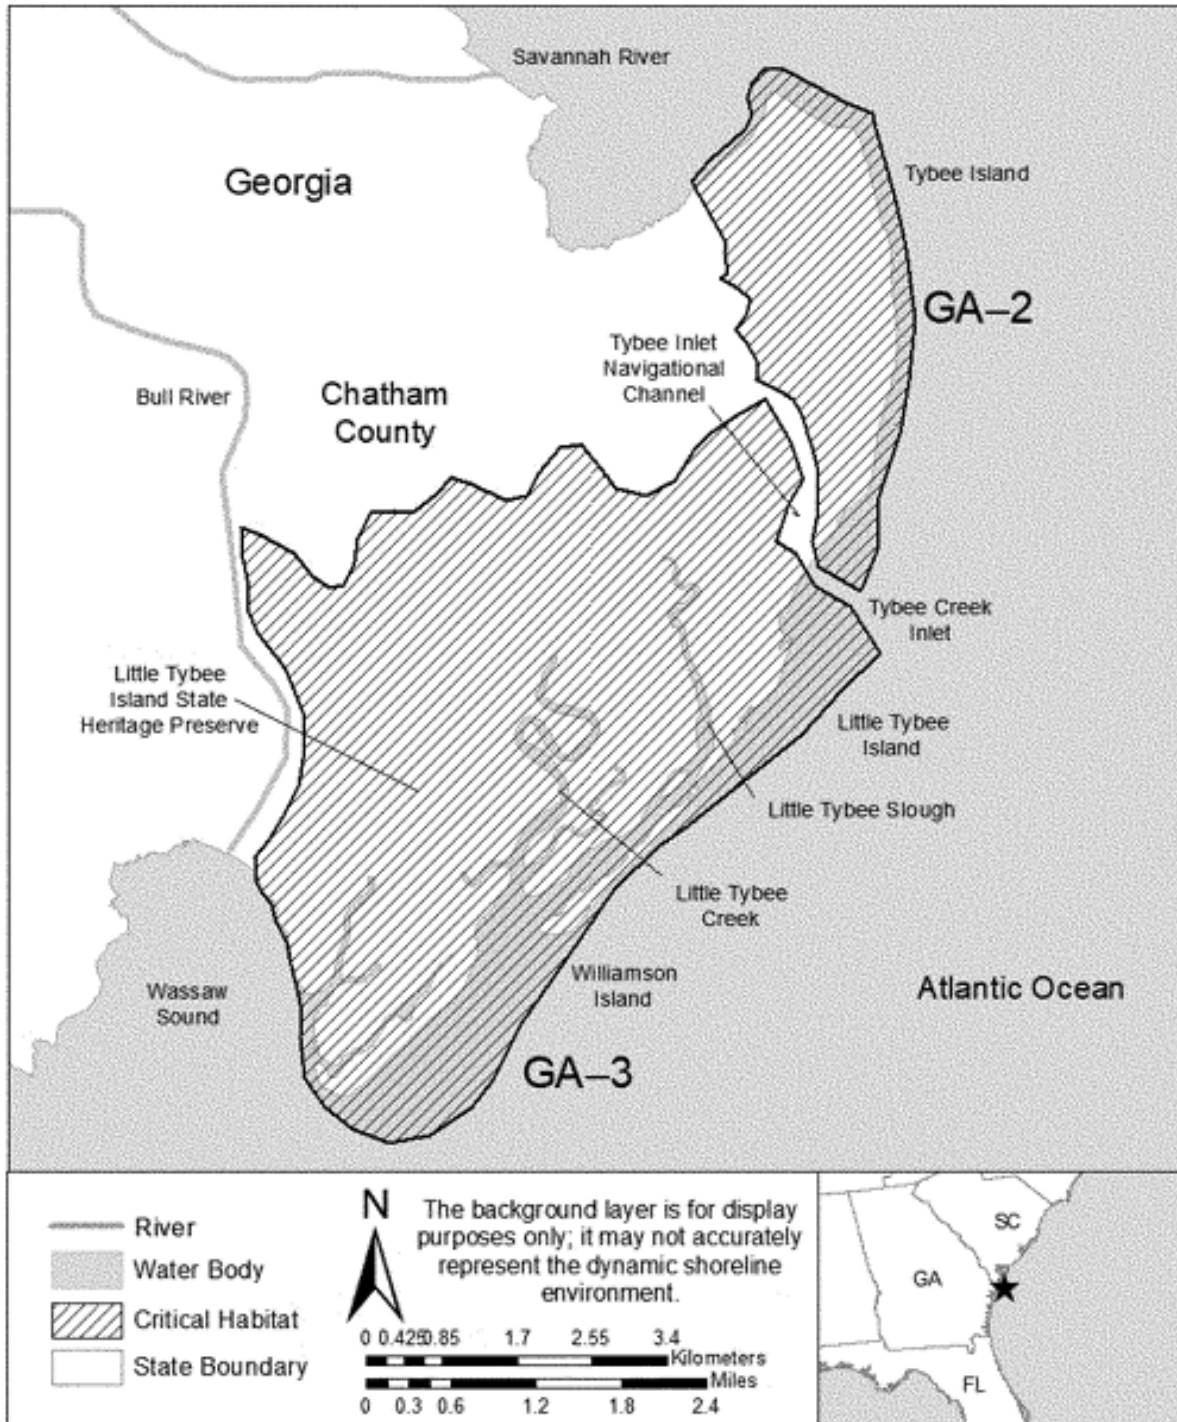 Savannah River
Georgia
Tybee Island
GA–2
Tybee Inlet
Navigational
Channel
Bull River
Chatham
County
Tybee Creek
Inlet
Little Tybee
Island State
Heritage Preserve
Little Tybee
Island
Little Tybee Slough
Little Tybee
Creek
Williamson
Island
Wassaw
Sound
Atlantic Ocean
GA–3
River
Water Body
Critical Habitat
State Boundary
N
The background layer is for display
purposes only; it may not accurately
represent the dynamic shoreline
environment.
0 0.425 0.85 1.7 2.55 3.4
Kilometers
Miles
0 0.3 0.6 1.2 1.8 2.4
SC
GA
FL